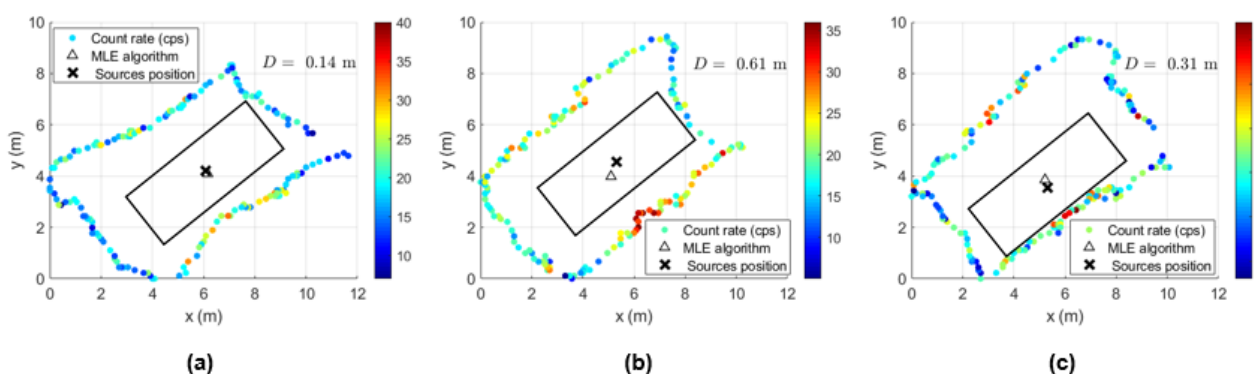 Count rate (cps)
MLE algorithm
Sources position
D = 0.14 m
y (m)
10
8
6
4
2
0
0 2 4 6 8 10 12
x (m)
40
35
30
25
20
15
10
(a)
D = 0.61 m
Count rate (cps)
MLE algorithm
Sources position
y (m)
10
8
6
4
2
0
0 2 4 6 8 10 12
x (m)
35
30
25
20
15
10
(b)
D = 0.31 m
Count rate (cps)
MLE algorithm
Sources position
y (m)
10
8
6
4
2
0
0 2 4 6 8 10 12
x (m)
(c)